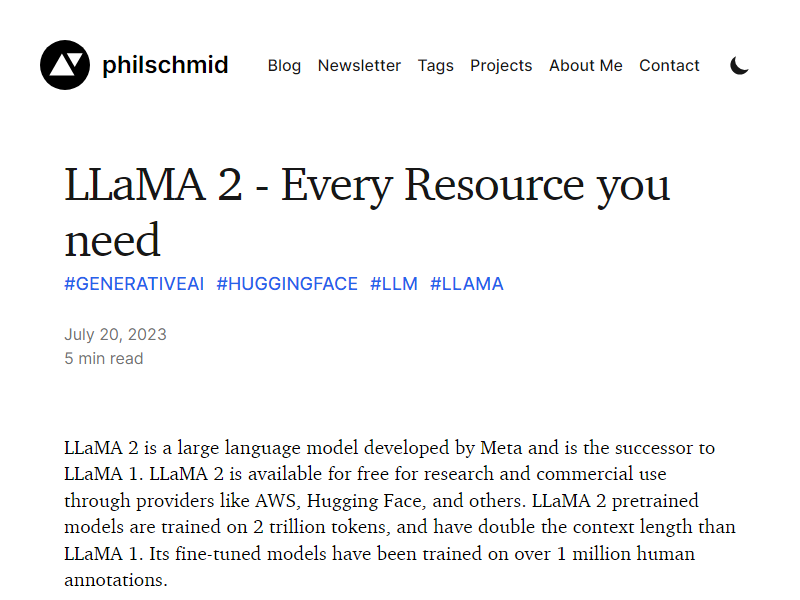 philschmid
Blog Newsletter Tags Projects About Me Contact
LLaMA 2 - Every Resource you
need
#GENERATIVEAI #HUGGINGFACE #LLM #LLAMA
July 20, 2023
5 min read
LLaMA 2 is a large language model developed by Meta and is the successor to
LLaMA 1. LLaMA 2 is available for free for research and commercial use
through providers like AWS, Hugging Face, and others. LLaMA 2 pretrained
models are trained on 2 trillion tokens, and have double the context length than
LLaMA 1. Its fine-tuned models have been trained on over 1 million human
annotations.